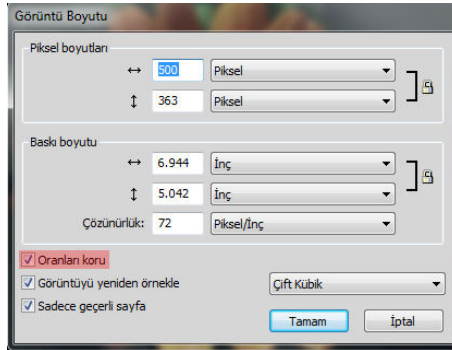 Görüntü Boyutu
Piksel boyutları
↔ 500 Piksel
↕ 363 Piksel
Baskı boyutu
↔ 6.944 İnç
↕ 5.042 İnç
Çözünürlük: 72 Piksel/İnç
Oranları koru
Görüntüyü yeniden örnekle Çift Kübik
Sadece geçerli sayfa
Tamam İptal